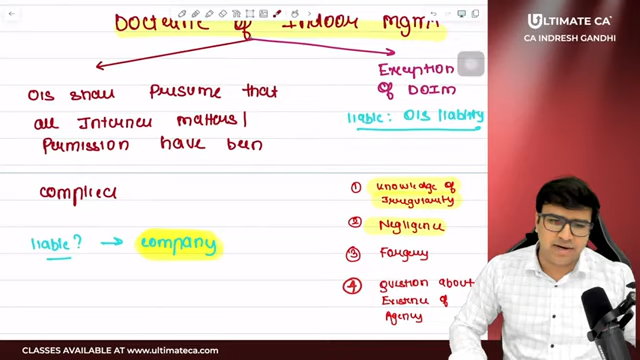 Doctrine of Indoor Mgmt
OIS shall Presume that
all Internal matters/
Permission have been
complied
liable? → company
Exception
of DOIM
liable: OIS liability
① Knowledge of
Irregularity
② Negligence
③ Forgery
④ Question about
Existence of
Agency
ULTIMATE CA
CA INDRESH GANDHI
CLASSES AVAILABLE AT www.ultimateca.com